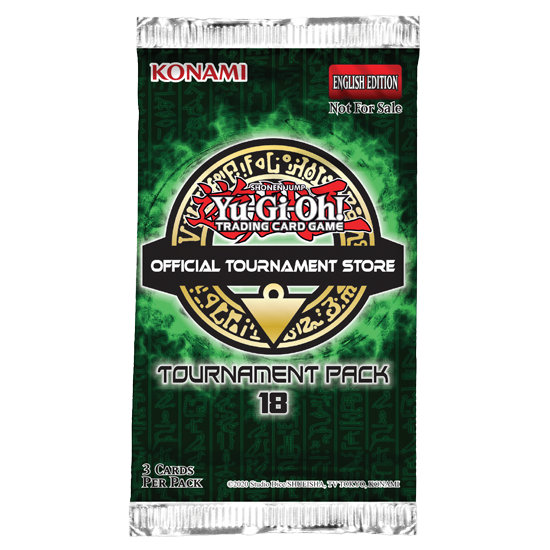 KONAMI
ENGLISH EDITION
Not For Sale
SHONEN JUMP
Yu-Gi-Oh!
TRADING CARD GAME
OFFICIAL TOURNAMENT STORE
TOURNAMENT PACK
18
3 CARDS
PER PACK
©2020 Studio Dice/SHUEISHA, TV TOKYO, KONAMI